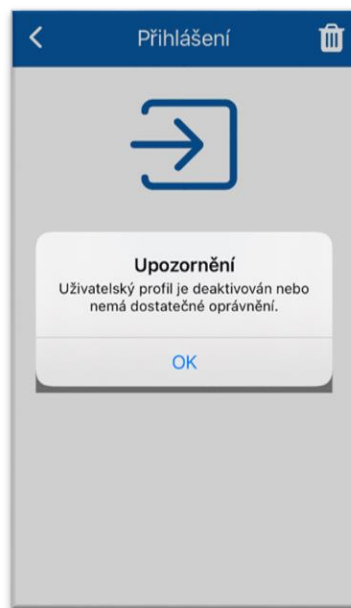 Přihlášení
Upozornění
Uživatelský profil je deaktivován nebo
nemá dostatečné oprávnění.
OK